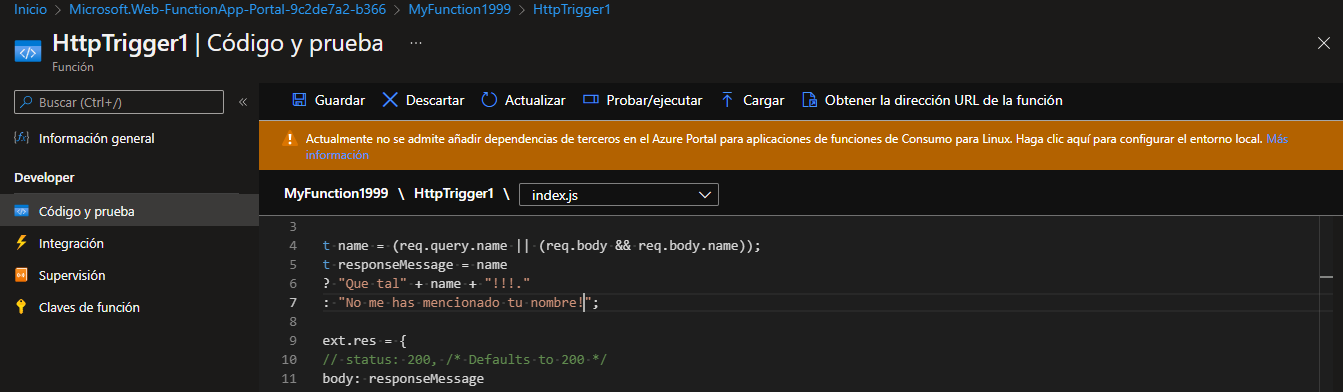 Inicio > Microsoft.Web-FunctionApp-Portal-9c2de7a2-b366 > MyFunction1999 > HttpTrigger1
HttpTrigger1 | Código y prueba ...
Función
Buscar (Ctrl+/) «
Guardar Descartar Actualizar Probar/ejecutar Cargar Obtener la dirección URL de la función
Información general
Actualmente no se admite añadir dependencias de terceros en el Azure Portal para aplicaciones de funciones de Consumo para Linux. Haga clic aquí para configurar el entorno local. Más
información
Developer
Código y prueba
Integración
Supervisión
Claves de función
MyFunction1999 \ HttpTrigger1 \ index.js
3
4 t name = (req.query.name || (req.body && req.body.name));
5 t responseMessage = name
6 ? "Que tal" + name + "!!!."
7 : "No me has mencionado tu nombre!";
8
9 ext.res = {
10 // status: 200, /* Defaults to 200 */
11 body: responseMessage